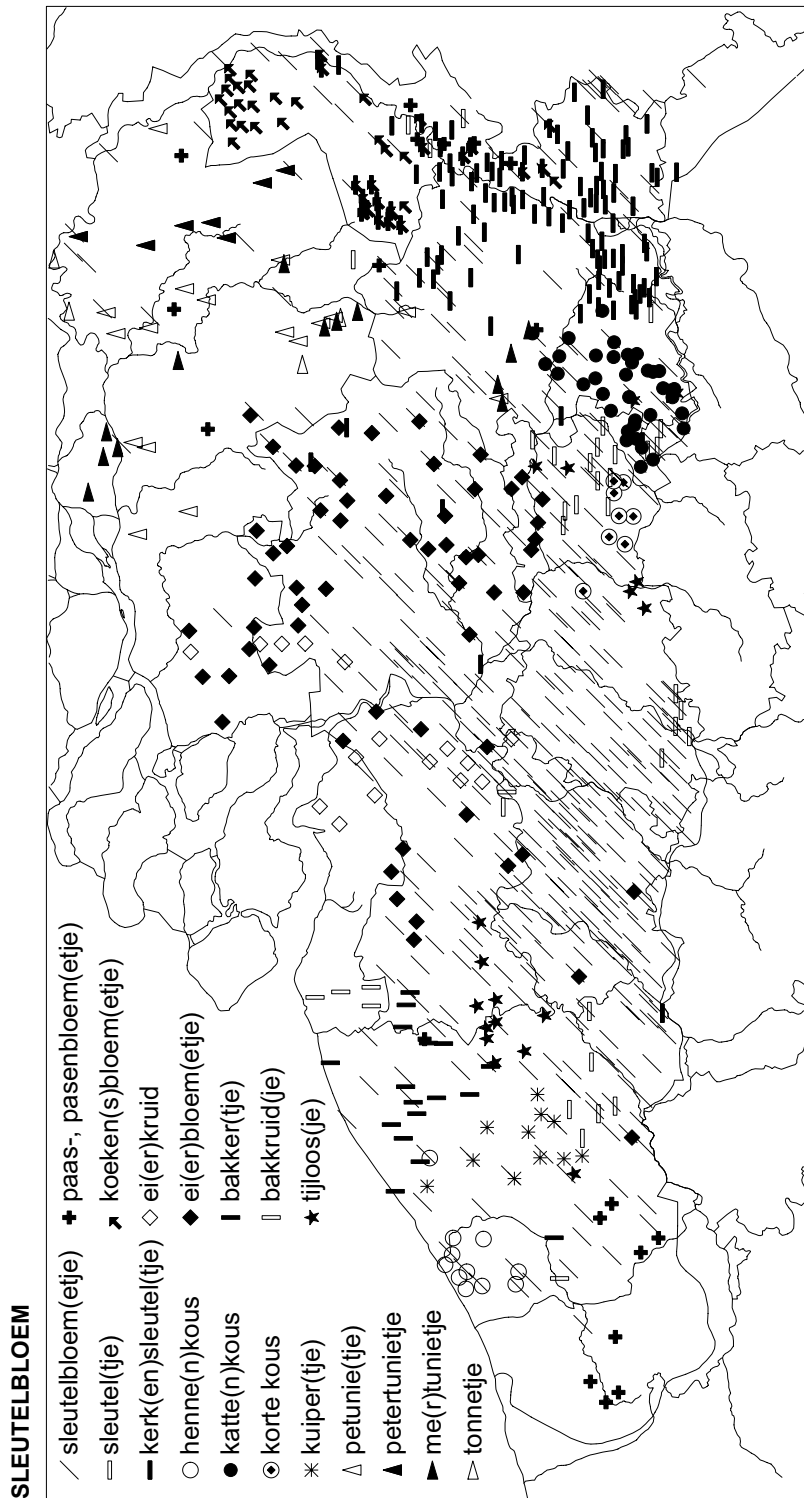 SLEUTELBLOEM
sleutelbloem(etje)
sleutel(tje)
kerk(en)sleutel(tje)
henne(n)kous
katte(n)kous
korte kous
kuiper(tje)
petunie(tje)
petertunietje
me(r)tunietje
tonnetje
paas-, pasenbloem(etje)
koeken(s)bloem(etje)
ei(er)kruid
ei(er)bloem(etje)
bakker(tje)
bakkruid(je)
tijloos(je)